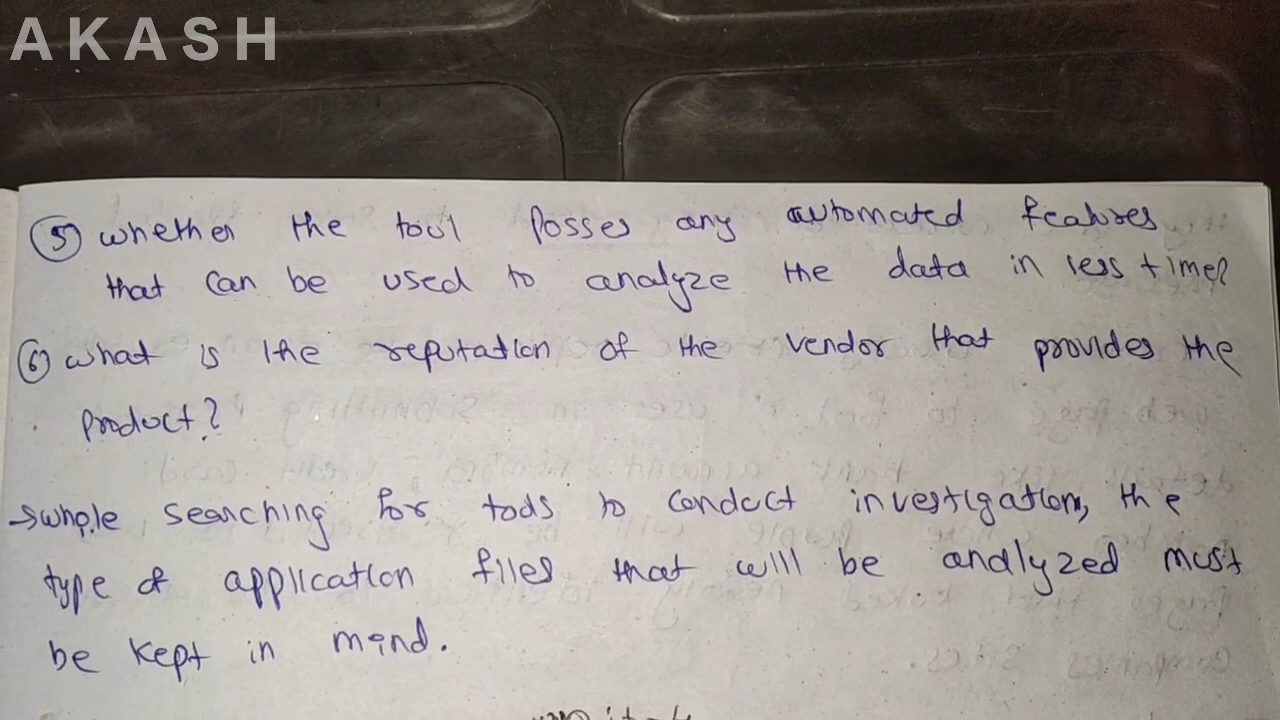 AKASH
⑤ whether the tool Posses any automated features
that can be used to analyze the data in less time?
⑥ what is the reputation of the vendor that provides the
product?
→ while searching for tools to conduct investigation, the
type of application files that will be analyzed must
be kept in mind.